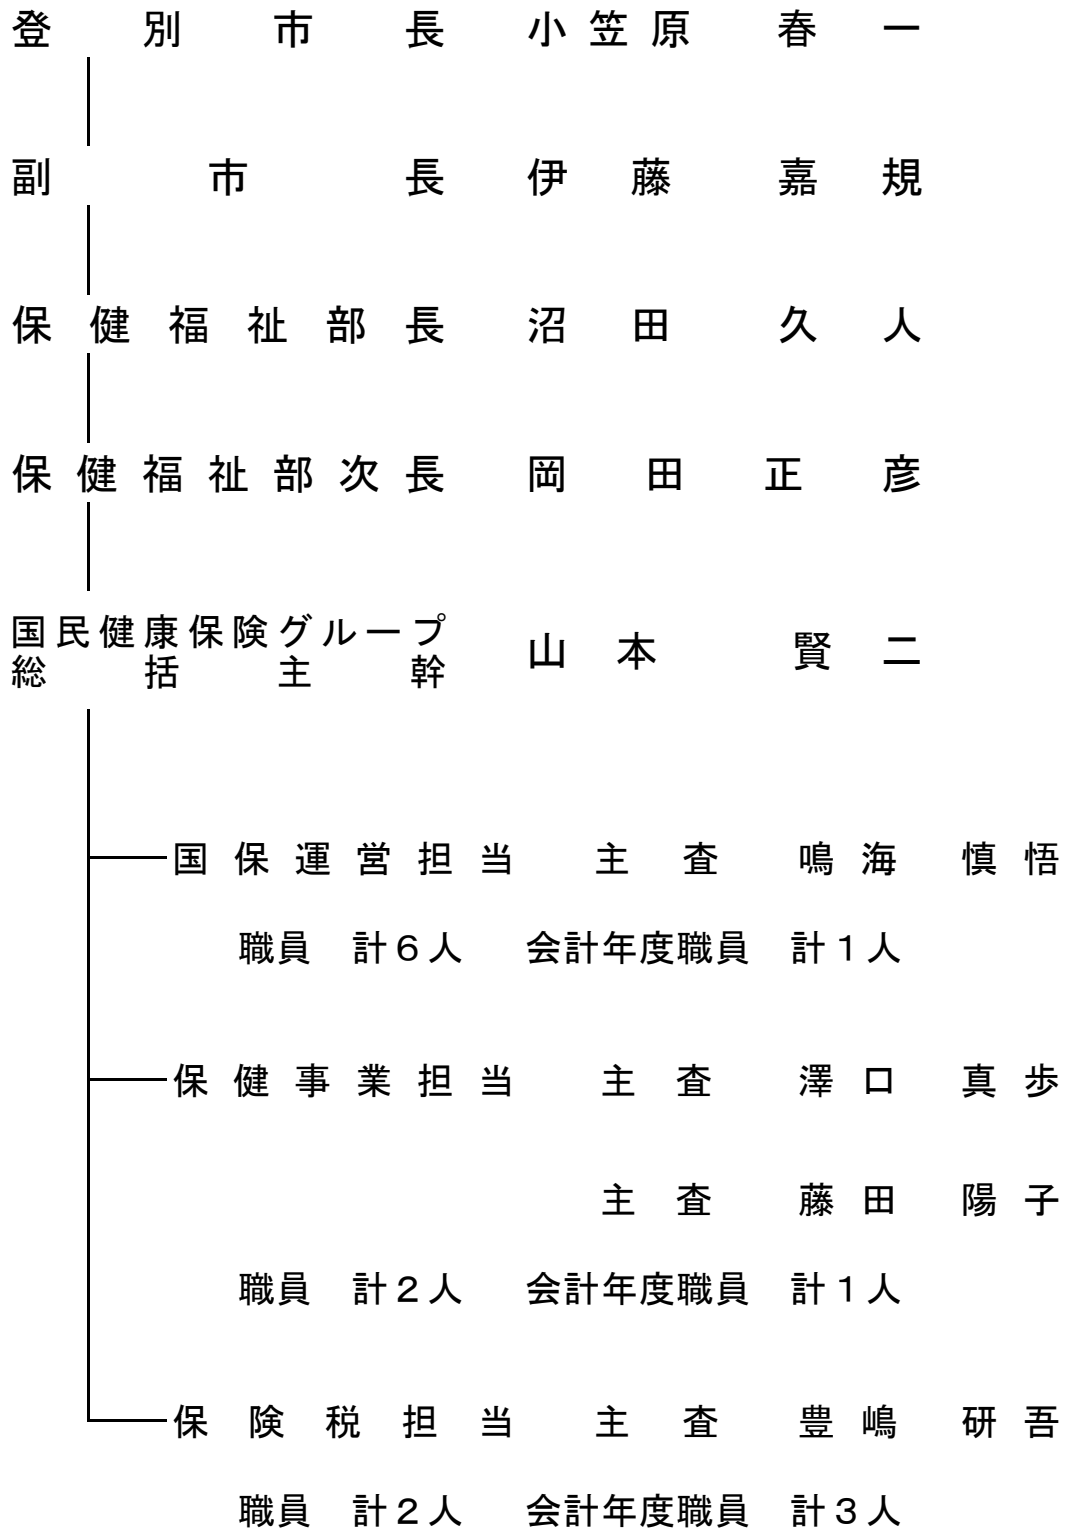 登別市長 小笠原 春一
副市長 伊藤 嘉規
保健福祉部長 沼田 久人
保健福祉部次長 岡田正彦
国民健康保険グループ
総括主幹 山本 賢二
国保運営担当 主査 鳴海 慎悟
職員 計６人 会計年度職員 計１人
保健事業担当 主査 澤口 真歩
主査 藤田 陽子
職員 計２人 会計年度職員 計１人
保険税担当 主査 豊嶋 研吾
職員 計２人 会計年度職員 計３人